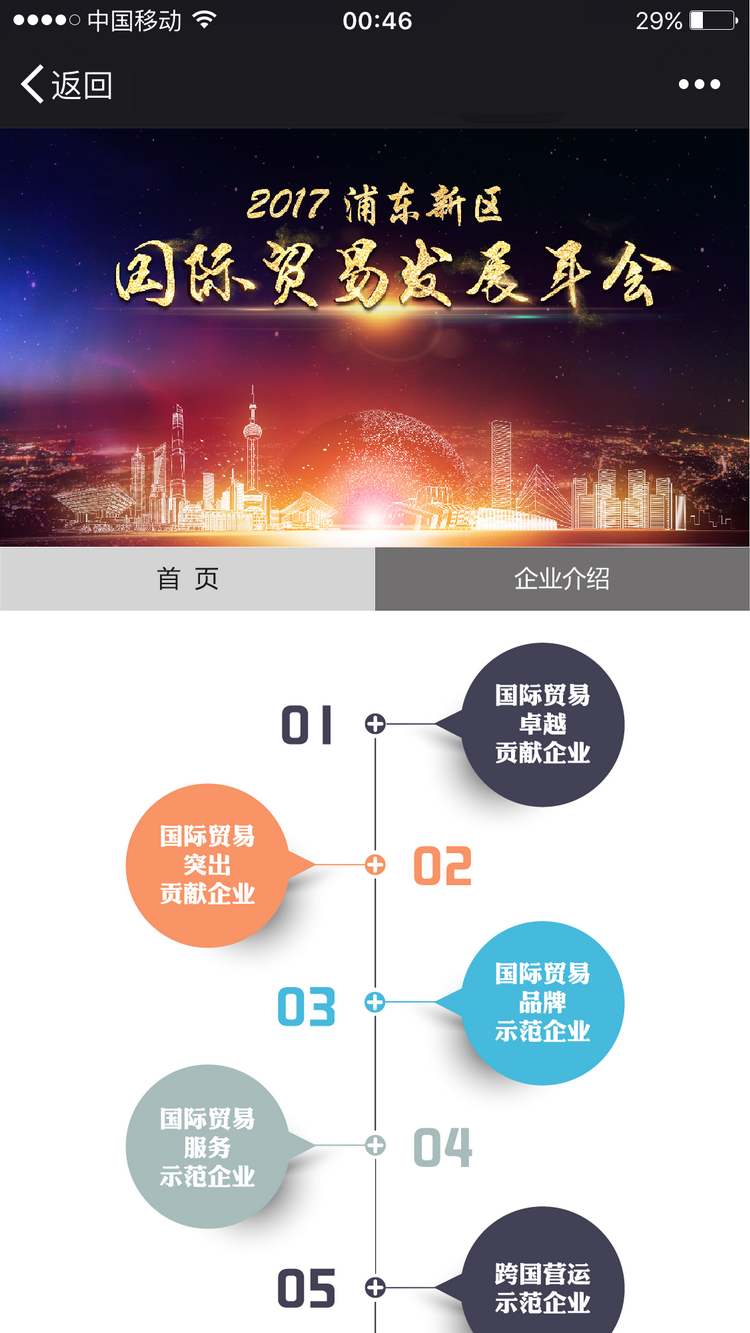 中国移动 00:46 29%
返回
2017 浦东新区
国际贸易发展年会
首 页 企业介绍
01
国际贸易
卓越
贡献企业
国际贸易
突出
贡献企业
02
03
国际贸易
品牌
示范企业
国际贸易
服务
示范企业
04
05
跨国营运
示范企业